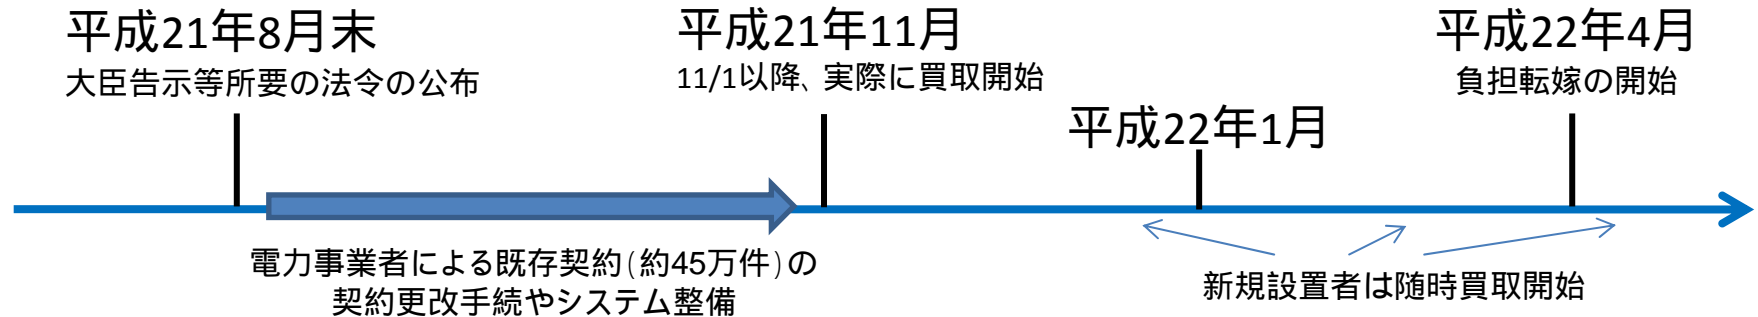 平成21年8月末
大臣告示等所要の法令の公布
平成21年11月
11/1以降、実際に買取開始
平成22年1月
平成22年4月
負担転嫁の開始
電力事業者による既存契約（約45万件）の
契約更改手続やシステム整備
新規設置者は随時買取開始